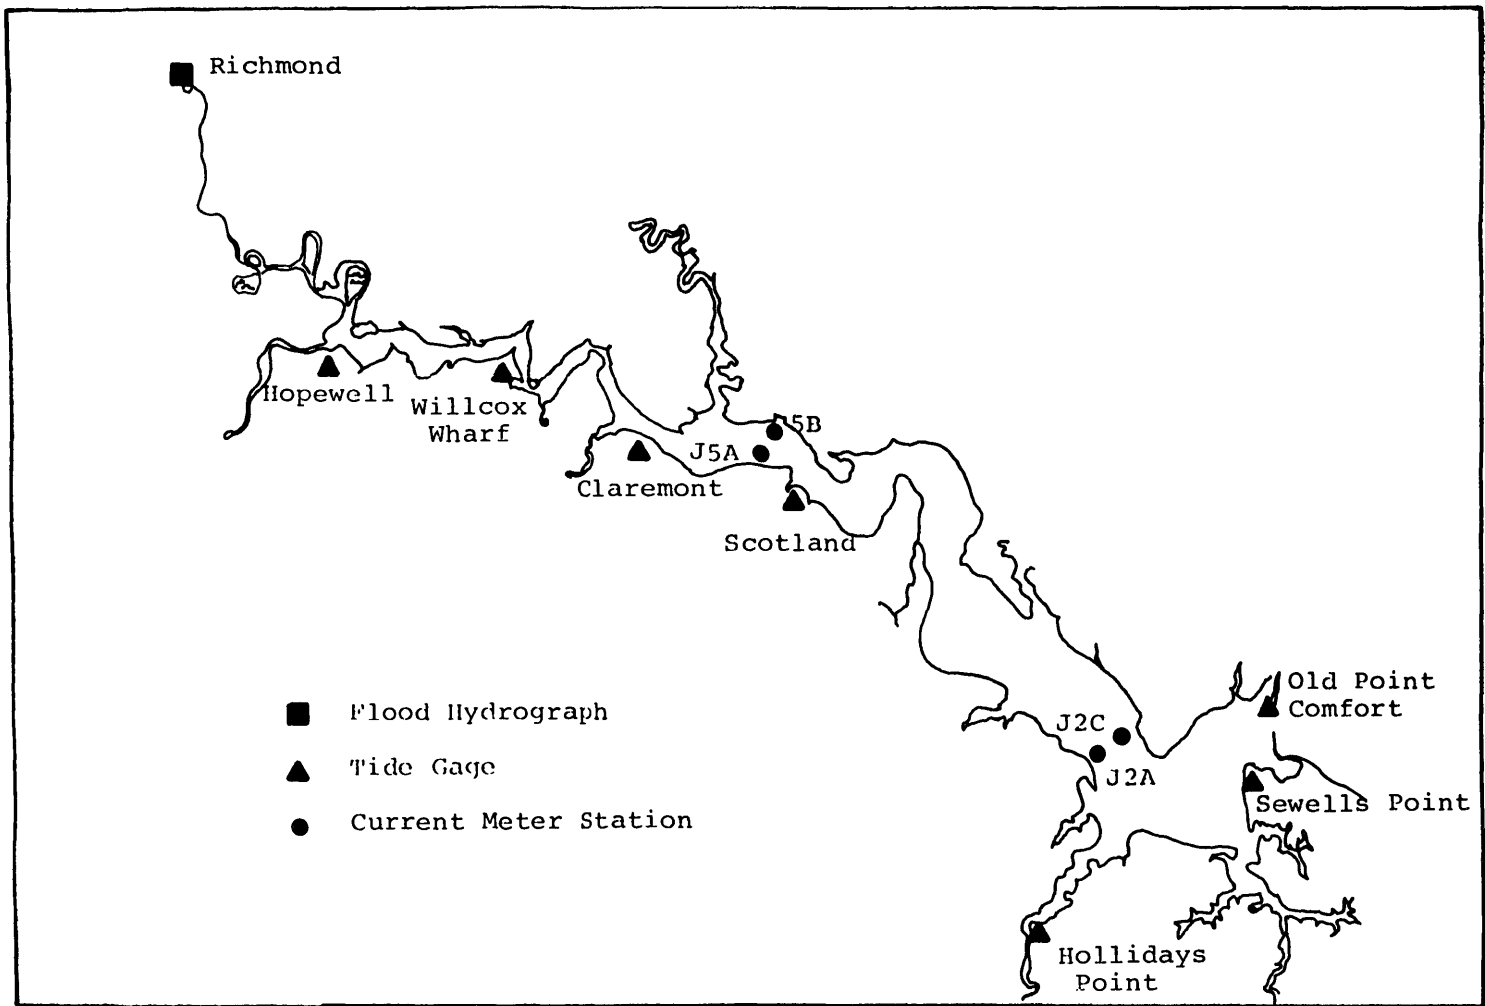 Richmond
Hopewell
Willcox
Wharf
J5B
J5A
Claremont
Scotland
Old Point
Comfort
J2C
J2A
Sewells Point
Hollidays
Point
Flood Hydrograph
Tide Gage
Current Meter Station